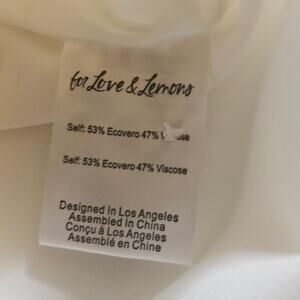 for Love & Lemons
Self: 53% Ecovero 47% Viscose
Self: 53% Ecovero 47% Viscose
Designed In Los Angeles
Assembled In China
Conçu à Los Angeles
Assemblé en Chine